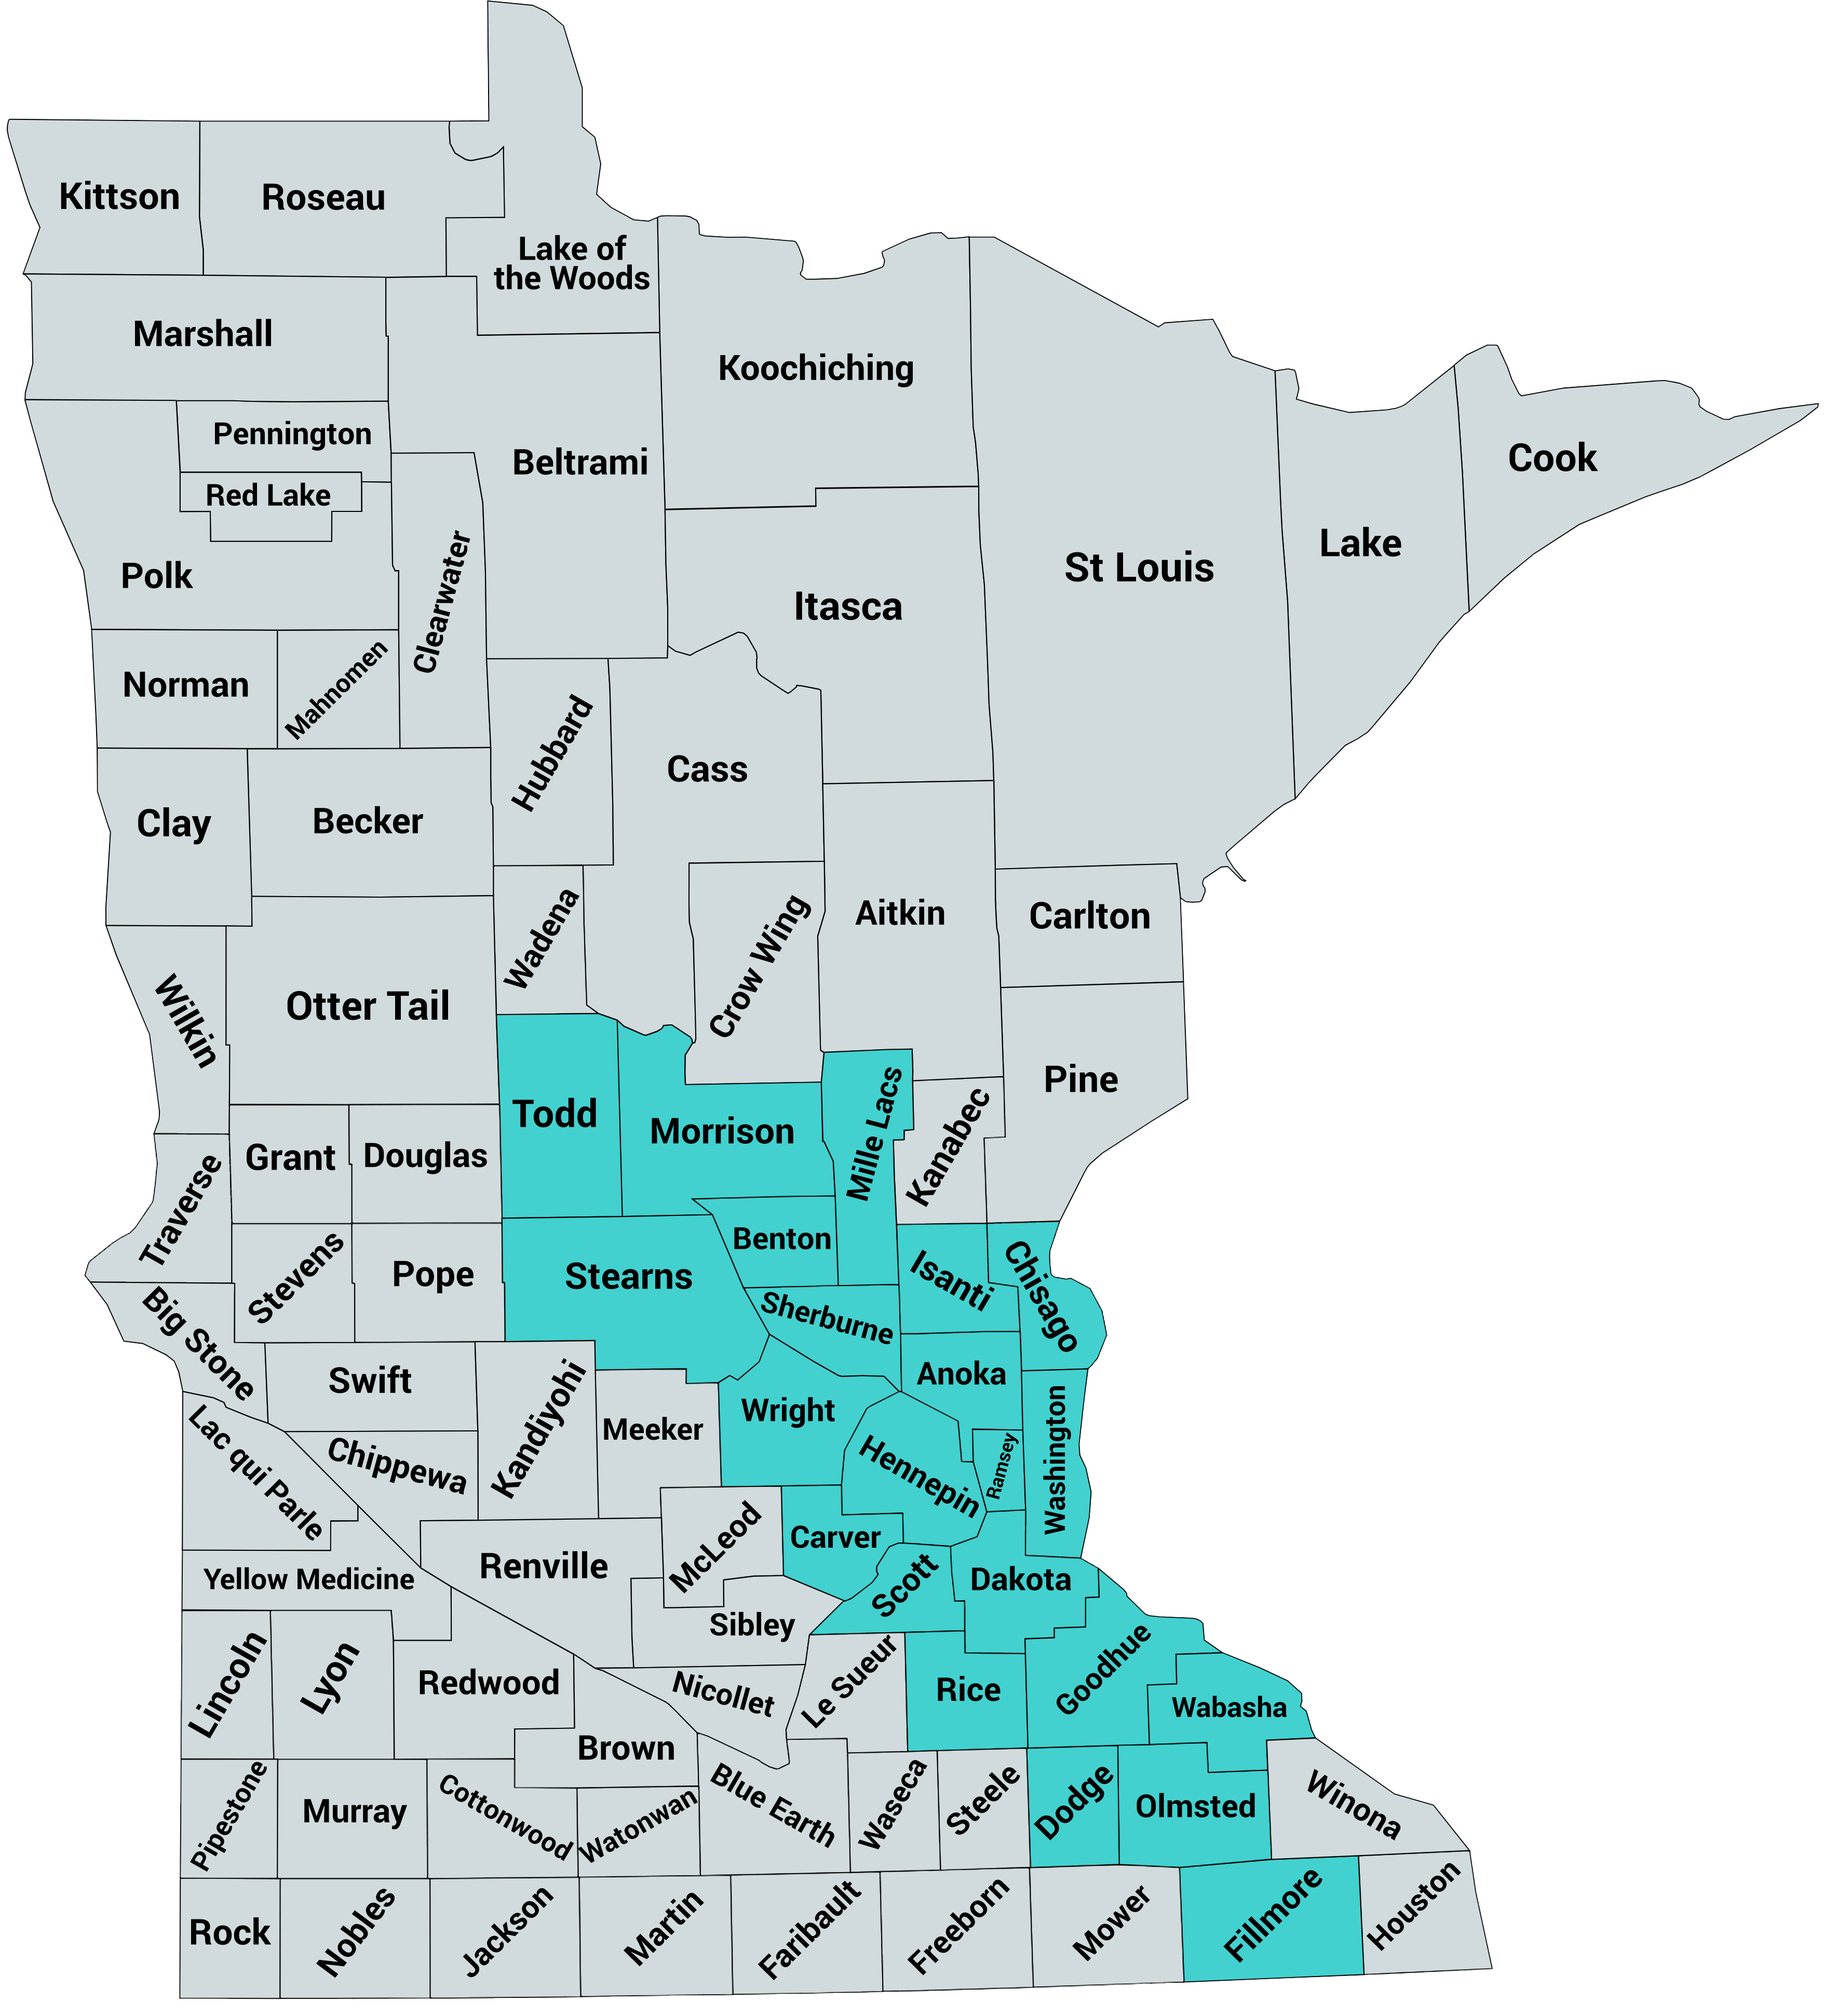 Kittson
Roseau
Lake of
the Woods
Marshall
Koochiching
Pennington
Beltrami
Cook
Red Lake
Lake
St Louis
Polk
Clearwater
Itasca
Norman
Mahnomen
Hubbard
Cass
Clay
Becker
Wadena
Crow Wing
Aitkin
Carlton
Wilkin
Otter Tail
Pine
Todd
Morrison
Mille Lacs
Kanabec
Grant
Douglas
Traverse
Benton
Stevens
Pope
Stearns
Isanti
Chisago
Big Stone
Sherburne
Swift
Anoka
Kandiyohi
Meeker
Wright
Washington
Lac qui Parle
Chippewa
Hennepin
Ramsey
McLeod
Carver
Renville
Yellow Medicine
Scott
Dakota
Sibley
Lincoln
Lyon
Redwood
Nicollet
Le Sueur
Rice
Goodhue
Wabasha
Brown
Pipestone
Murray
Cottonwood
Watonwan
Blue Earth
Waseca
Steele
Dodge
Olmsted
Winona
Rock
Nobles
Jackson
Martin
Faribault
Freeborn
Mower
Fillmore
Houston